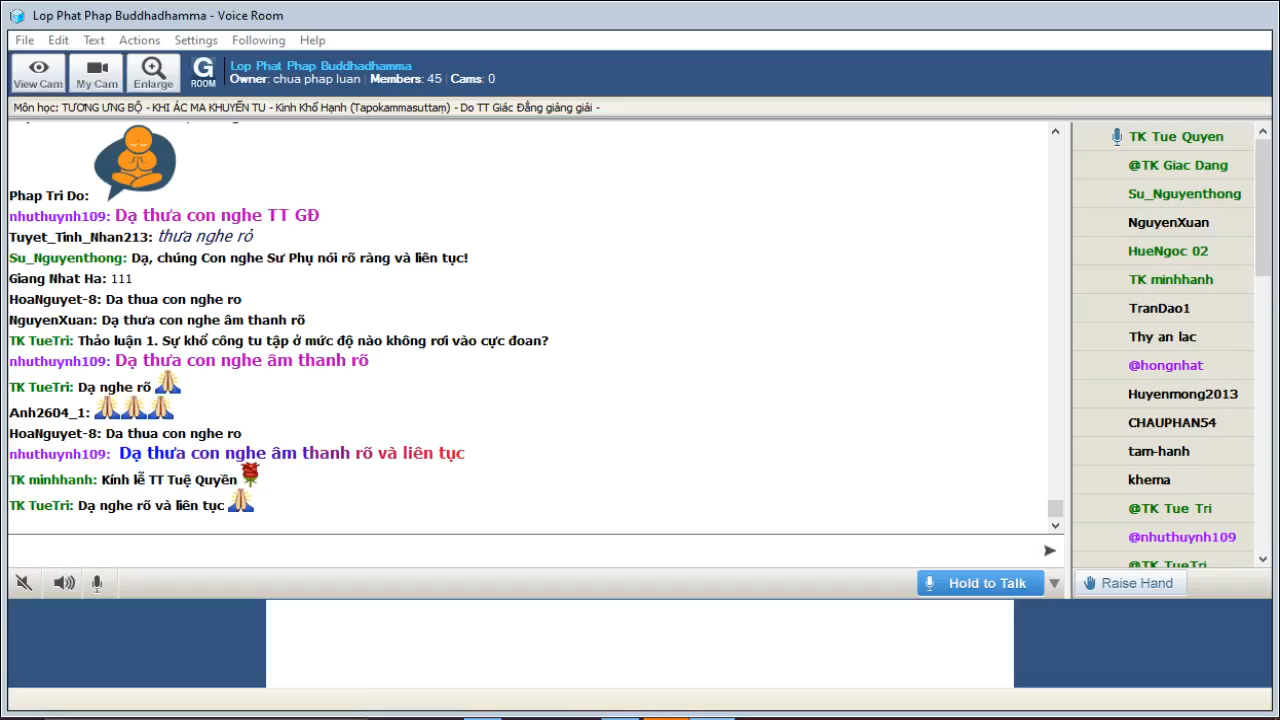 Lop Phat Phap Buddhadhamma - Voice Room
File Edit Text Actions Settings Following Help
View Cam My Cam Enlarge G ROOM
Lop Phat Phap Buddhadhamma
Owner: chua phap luan | Members: 45 | Cams: 0
Môn học: TƯƠNG ƯNG BỘ - KHI ÁC MA KHUYẾN TU - Kinh Khổ Hạnh (Tapokammasuttaṃ) - Do TT Giác Đẳng giảng giải -
Phap Tri Do:
nhuthuynh109: Dạ thưa con nghe TT GĐ
Tuyet_Tinh_Nhan213: thưa nghe rỏ
Su_Nguyenthong: Dạ, chúng Con nghe Sư Phụ nói rõ ràng và liên tục!
Giang Nhat Ha: 111
HoaNguyet-8: Da thua con nghe ro
NguyenXuan: Dạ thưa con nghe âm thanh rõ
TK TueTri: Thảo luận 1. Sự khổ công tu tập ở mức độ nào không rơi vào cực đoan?
nhuthuynh109: Dạ thưa con nghe âm thanh rõ
TK TueTri: Dạ nghe rõ
Anh2604_1:
HoaNguyet-8: Da thua con nghe ro
nhuthuynh109: Dạ thưa con nghe âm thanh rõ và liên tục
TK minhhanh: Kính lễ TT Tuệ Quyền
TK TueTri: Dạ nghe rõ và liên tục
TK Tue Quyen
@TK Giac Dang
Su_Nguyenthong
NguyenXuan
HueNgoc 02
TK minhhanh
TranDao1
Thy an lac
@hongnhat
Huyenmong2013
CHAUPHAN54
tam-hanh
khema
@TK Tue Tri
@nhuthuynh109
@TK TueTri
Hold to Talk
Raise Hand